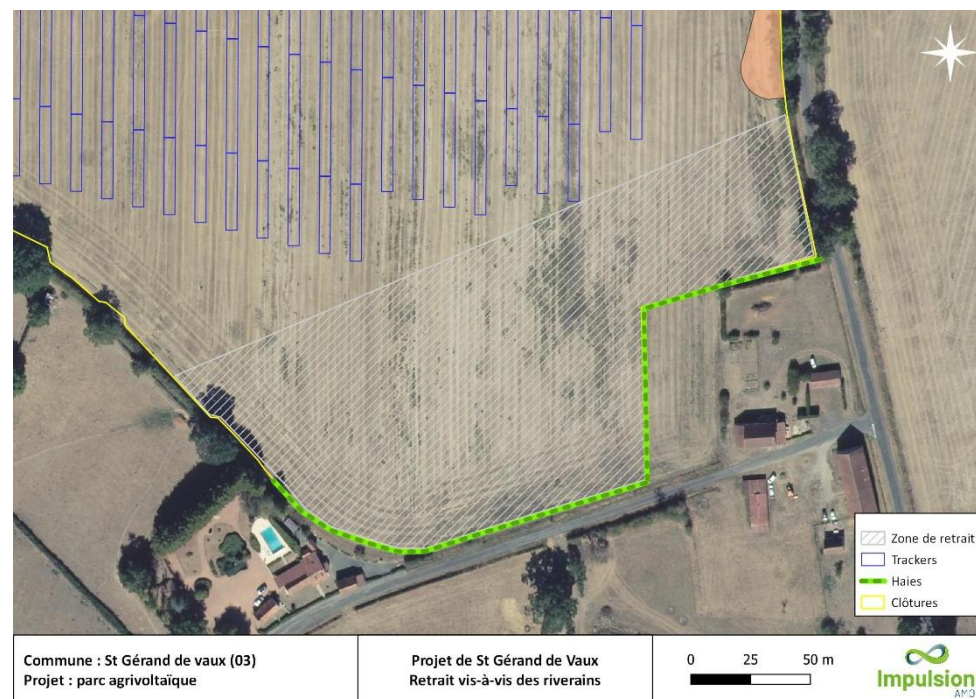 Zone de retrait
Trackers
Haies
Clôtures
Commune : St Gérand de vaux (03)
Projet : parc agrivoltaïque
Projet de St Gérand de Vaux
Retrait vis-à-vis des riverains
0 25 50 m
Impulsion
AMO